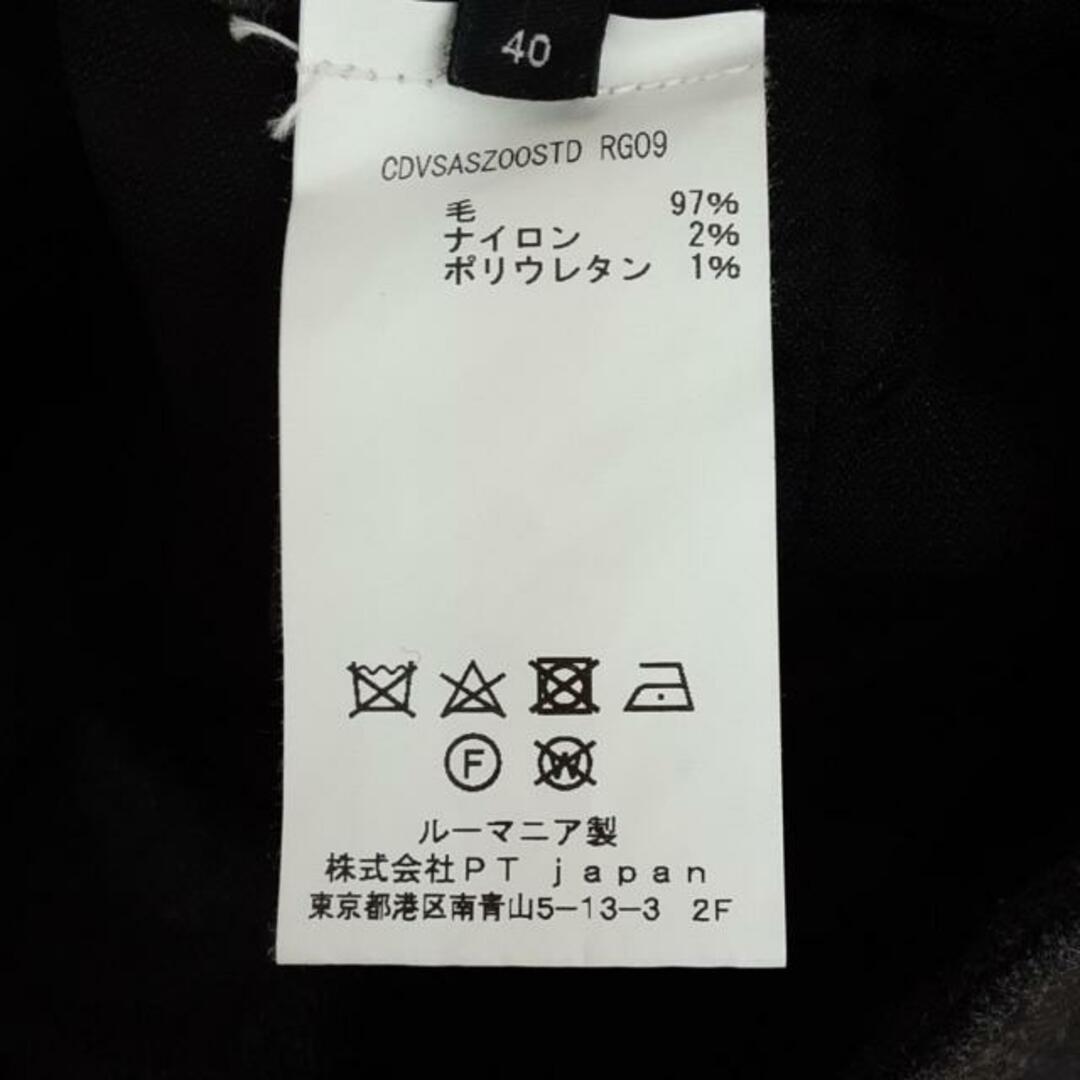 40
CDVSASZ00STD RG09
毛 97%
ナイロン 2%
ポリウレタン 1%
F W
ルーマニア製
株式会社PT japan
東京都港区南青山5-13-3 2F